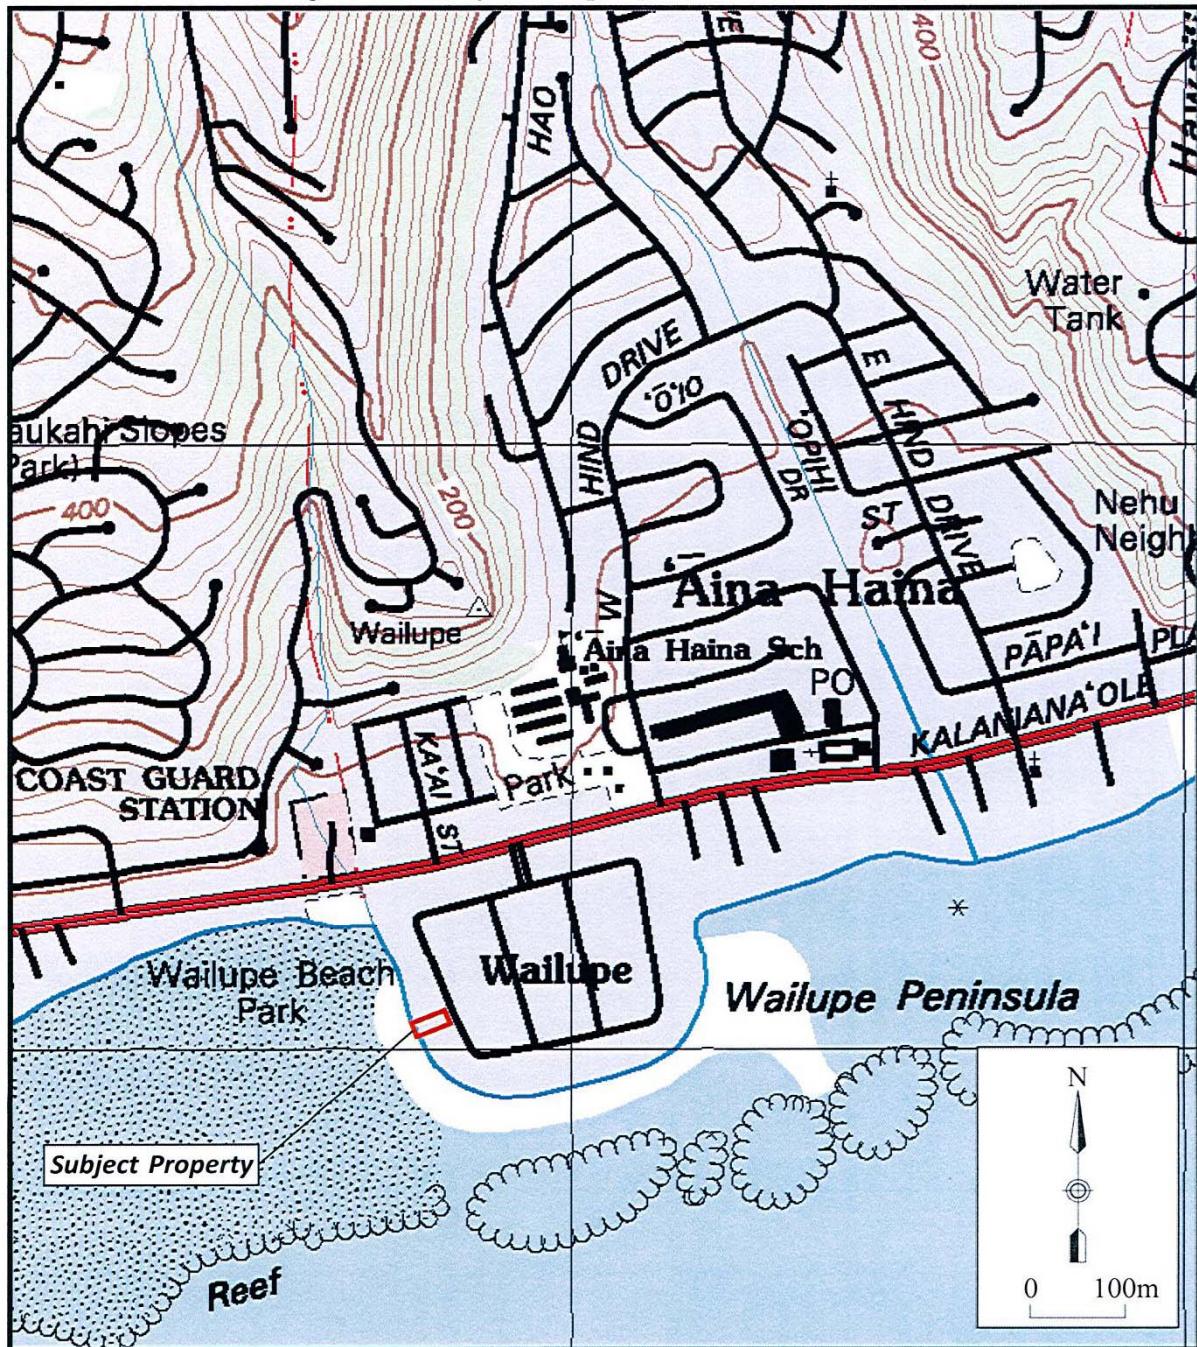 400
HAO
Water
Tank
DRIVE
ʻŌ.IO
E
HIND
DRIVE
HIND
W
ʻOPIHI
DR
aukahi Slopes
Park)
400
200
ST
Nehu
Neigh
ʻĀina Haina
Wailupe
ʻĀina Haina Sch
PO
PĀPAʻI
PL
KALANIANAʻOLE
KAʻAI
ST
Park
COAST GUARD
STATION
Wailupe Beach
Park
Wailupe
Wailupe Peninsula
Subject Property
Reef
N
0 100m